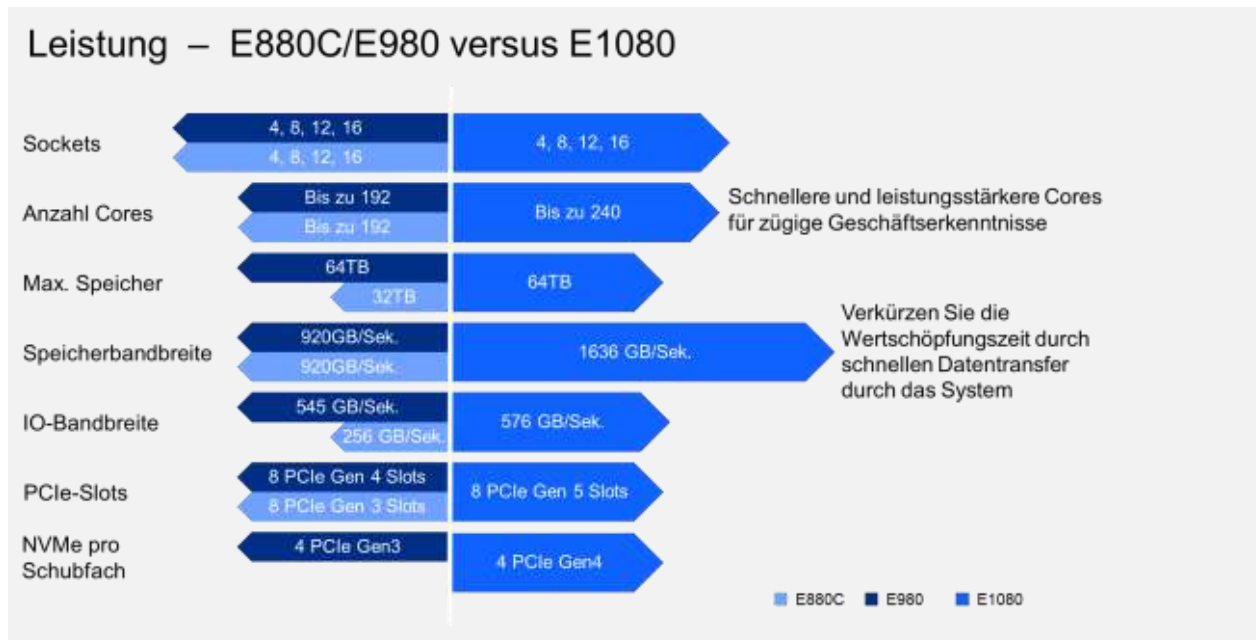 Leistung – E880C/E980 versus E1080
Sockets
4, 8, 12, 16
4, 8, 12, 16
4, 8, 12, 16
Anzahl Cores
Bis zu 192
Bis zu 192
Bis zu 240
Schnellere und leistungsstärkere Cores
für zügige Geschäftserkenntnisse
Max. Speicher
64TB
32TB
64TB
Speicherbandbreite
920GB/Sek.
920GB/Sek.
1636 GB/Sek.
Verkürzen Sie die
Wertschöpfungszeit durch
schnellen Datentransfer
durch das System
IO-Bandbreite
545 GB/Sek.
256 GB/Sek.
576 GB/Sek.
PCIe-Slots
8 PCIe Gen 4 Slots
8 PCIe Gen 3 Slots
8 PCIe Gen 5 Slots
NVMe pro
Schubfach
4 PCIe Gen3
4 PCIe Gen4
E880C E980 E1080